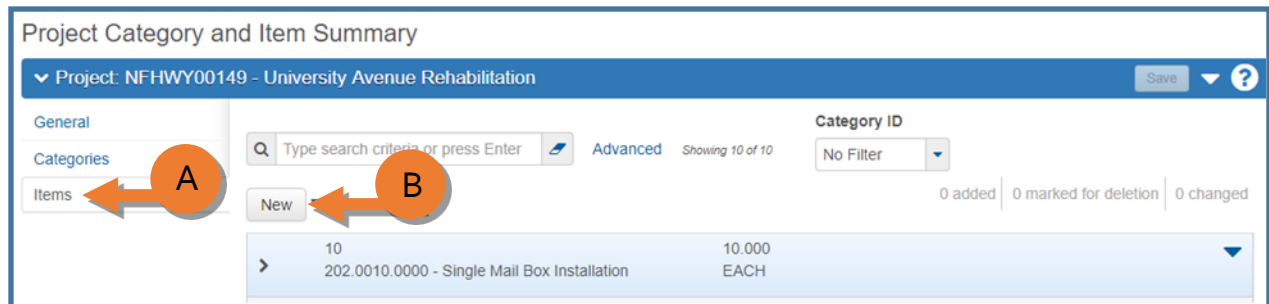 Project Category and Item Summary
Project: NFHWY00149 - University Avenue Rehabilitation
Save
?
General
Categories
Items
A
Type search criteria or press Enter
Advanced
Showing 10 of 10
Category ID
No Filter
New
B
0 added
0 marked for deletion
0 changed
10
10.000
202.0010.0000 - Single Mail Box Installation
EACH